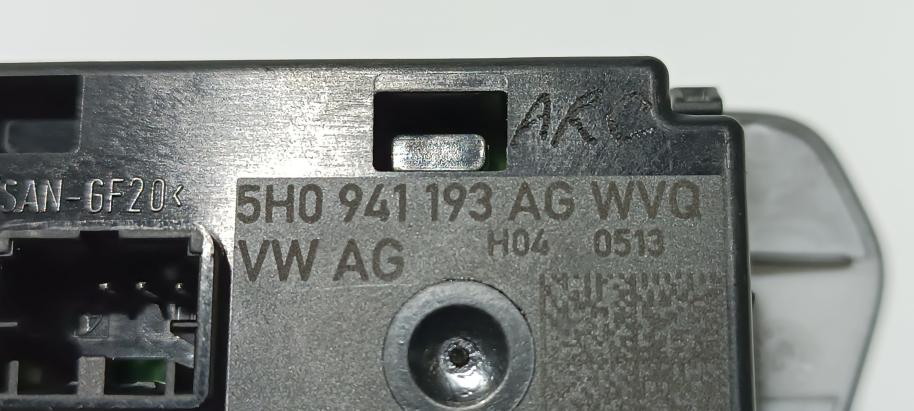 AKC
SAN-GF20<
5H0 941 193 AG WVQ
VW AG H04 0513